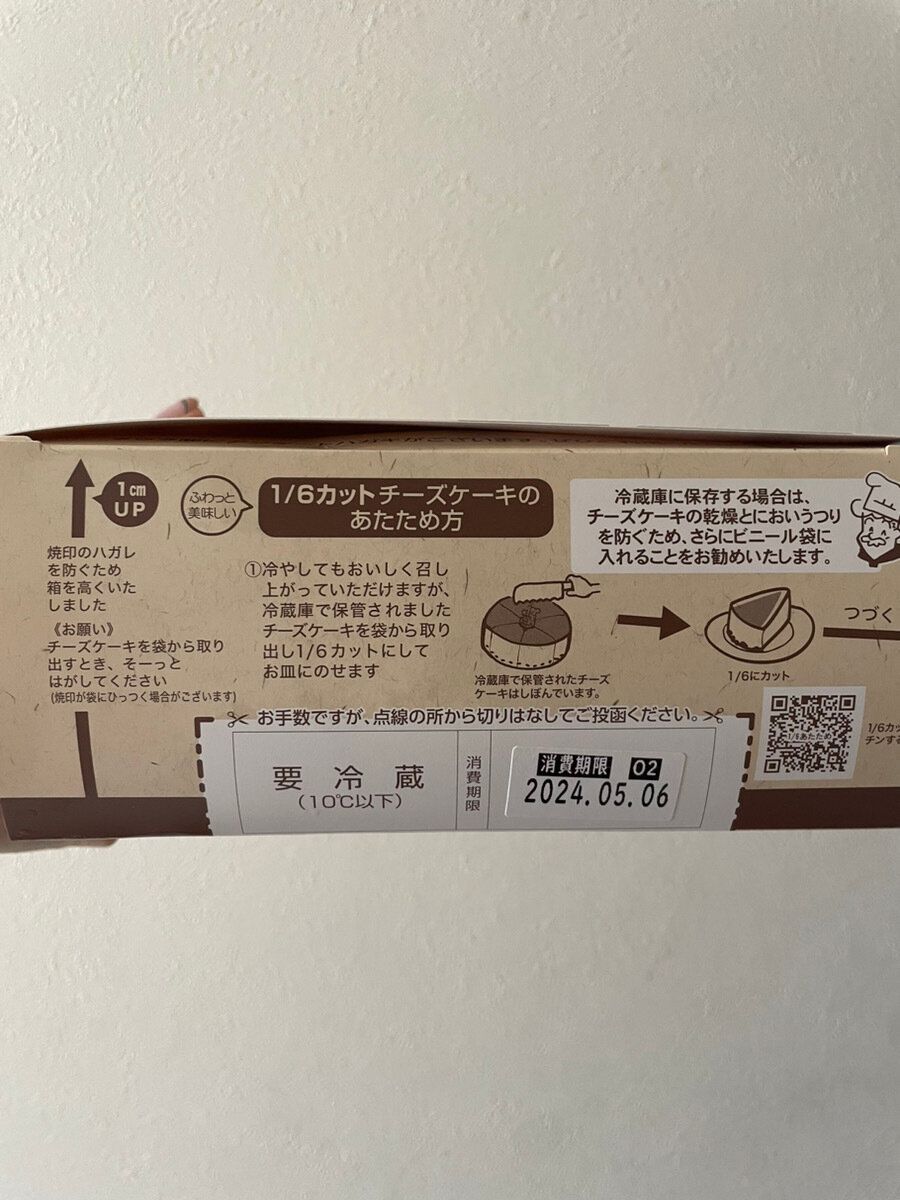 1cm
UP
焼印のハガレ
を防ぐため
箱を高くいた
しました
《お願い》
チーズケーキを袋から取り
出すとき、そーっと
はがしてください
(焼印が袋にひっつく場合がございます)
ふわっと
美味しい
1/6カットチーズケーキの
あたため方
①冷やしてもおいしく召し
上がっていただけますが、
冷蔵庫で保管されました
チーズケーキを袋から取り
出し1/6カットにして
お皿にのせます
冷蔵庫で保管されたチーズ
ケーキはしぼんでいます。
冷蔵庫に保存する場合は、
チーズケーキの乾燥とにおいうつり
を防ぐため、さらにビニール袋に
入れることをお勧めいたします。
1/6にカット
つづく
1/6あたため
1/6カッ
チンする
お手数ですが、点線の所から切りはなしてご投函ください。
要冷蔵
(10℃以下)
消費期限
消費期限 02
2024.05.06